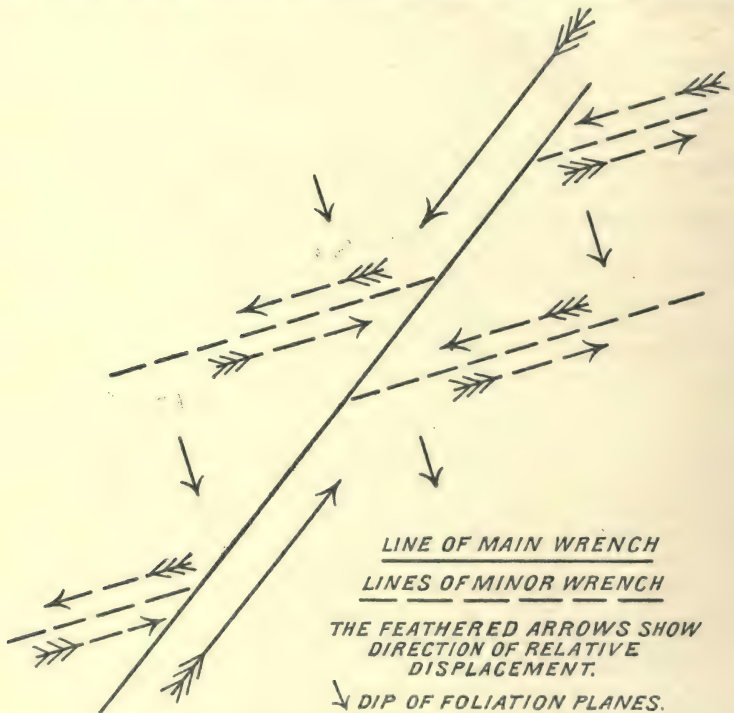 LINE OF MAIN WRENCH
LINES OF MINOR WRENCH
THE FEATHERED ARROWS SHOW
DIRECTION OF RELATIVE
DISPLACEMENT.
DIP OF FOLIATION PLANES.